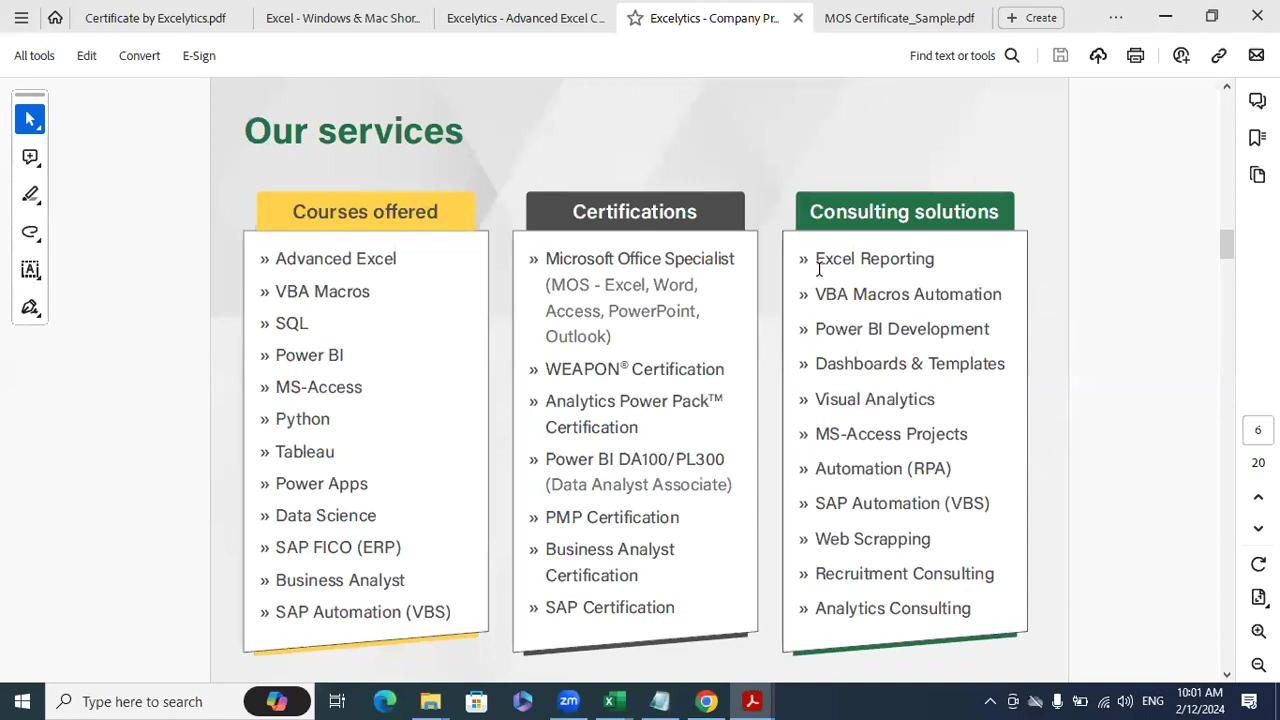 Certificate by Excelytics.pdf
Excel - Windows & Mac Shor...
Excelytics - Advanced Excel C...
Excelytics - Company Pr...
MOS Certificate_Sample.pdf
+ Create
All tools
Edit
Convert
E-Sign
Find text or tools
Our services
Courses offered
» Advanced Excel
» VBA Macros
» SQL
» Power BI
» MS-Access
» Python
» Tableau
» Power Apps
» Data Science
» SAP FICO (ERP)
» Business Analyst
» SAP Automation (VBS)
Certifications
» Microsoft Office Specialist
(MOS - Excel, Word,
Access, PowerPoint,
Outlook)
» WEAPON® Certification
» Analytics Power Pack™
Certification
» Power BI DA100/PL300
(Data Analyst Associate)
» PMP Certification
» Business Analyst
Certification
» SAP Certification
Consulting solutions
» Excel Reporting
» VBA Macros Automation
» Power BI Development
» Dashboards & Templates
» Visual Analytics
» MS-Access Projects
» Automation (RPA)
» SAP Automation (VBS)
» Web Scrapping
» Recruitment Consulting
» Analytics Consulting
6
20
Type here to search
zm
ENG
10:01 AM
2/12/2024